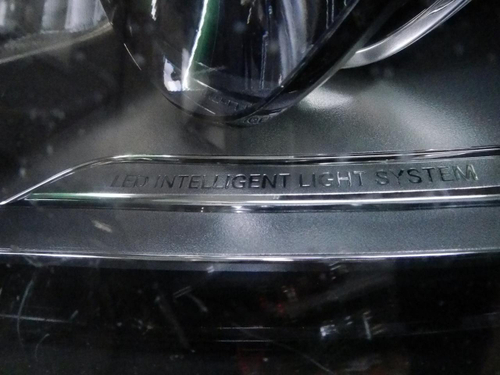 LED INTELLIGENT LIGHT SYSTEM